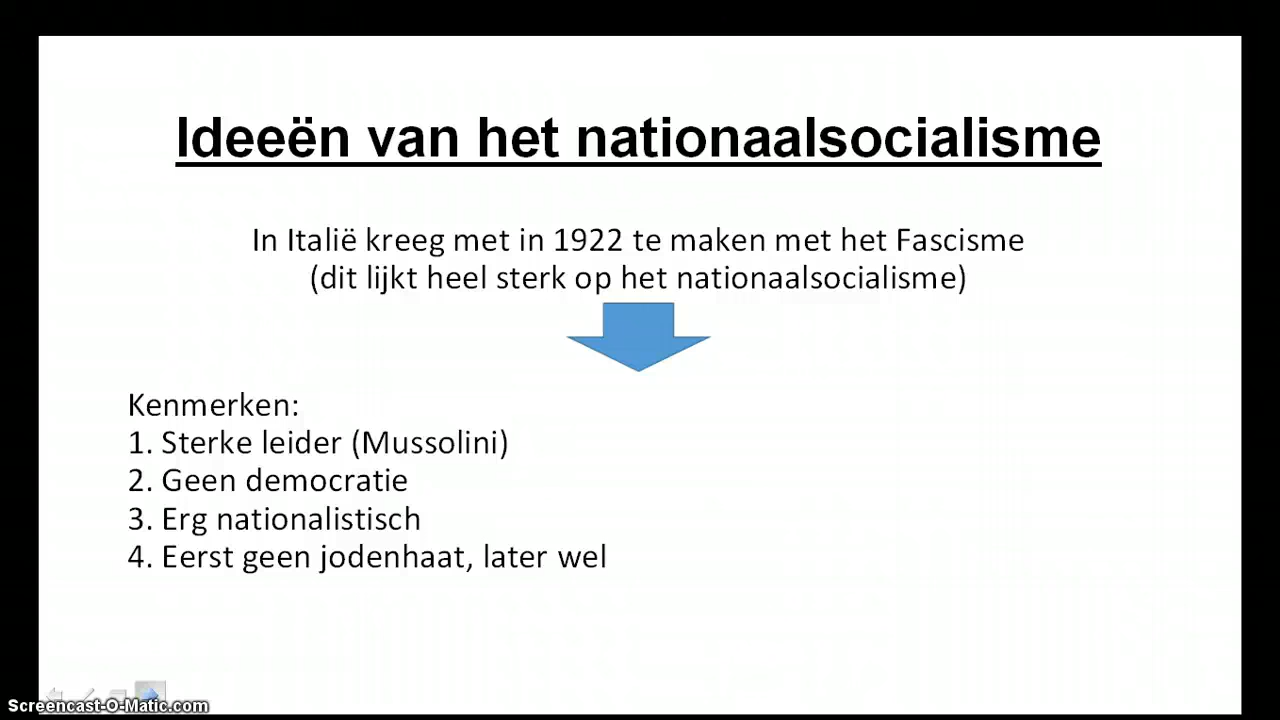 Ideeën van het nationaalsocialisme
In Italië kreeg met in 1922 te maken met het Fascisme
(dit lijkt heel sterk op het nationaalsocialisme)
Kenmerken:
1. Sterke leider (Mussolini)
2. Geen democratie
3. Erg nationalistisch
4. Eerst geen jodenhaat, later wel
Screencast-O-Matic.com